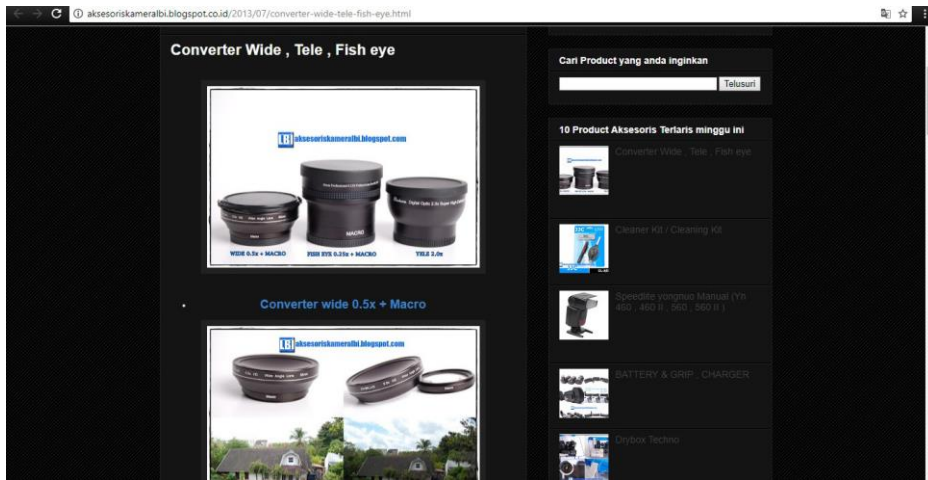 aksesoriskameralbi.blogspot.co.id/2013/07/converter-wide-tele-fish-eye.html
Converter Wide , Tele , Fish eye
LBI aksesoriskameralbi.blogspot.com
MACRO
WIDE 0.5x + MACRO
FISH EYE 0.25x + MACRO
TELE 2.0x
Converter wide 0.5x + Macro
LBI aksesoriskameralbi.blogspot.com
Cari Product yang anda inginkan
Telusuri
10 Product Aksesoris Terlaris minggu ini
Converter Wide , Tele , Fish eye
Cleaner Kit / Cleaning Kit
Speedlite yongnuo Manual (Yn
460 , 460 II , 560 , 560 II )
BATTERY & GRIP , CHARGER
Drybox Techno